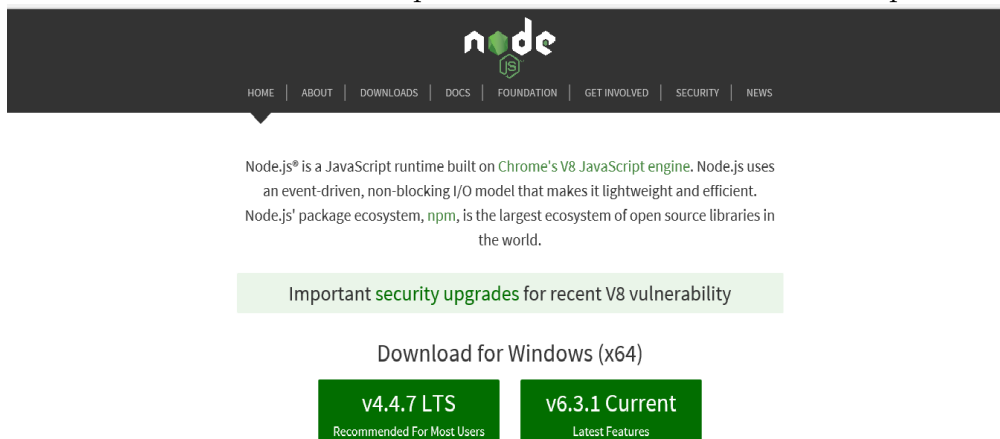 node
JS
HOME | ABOUT | DOWNLOADS | DOCS | FOUNDATION | GET INVOLVED | SECURITY | NEWS
Node.js® is a JavaScript runtime built on Chrome's V8 JavaScript engine. Node.js uses
an event-driven, non-blocking I/O model that makes it lightweight and efficient.
Node.js' package ecosystem, npm, is the largest ecosystem of open source libraries in
the world.
Important security upgrades for recent V8 vulnerability
Download for Windows (x64)
v4.4.7 LTS v6.3.1 Current
Recommended For Most Users Latest Features